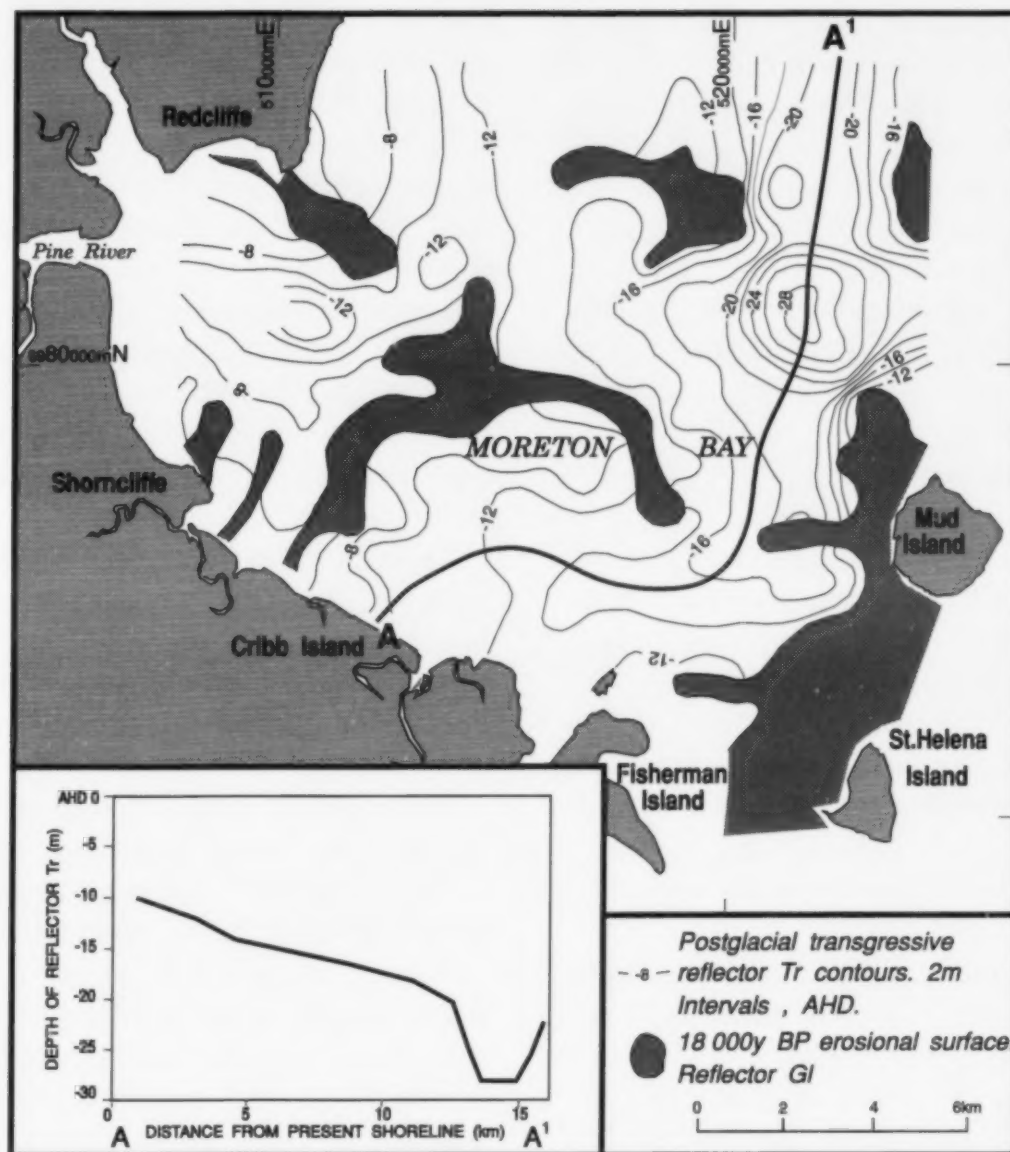 510000mE
520000mE
A1
Redcliffe
-8
-12
-12
-16
-20
-20
-16
Pine River
-8
-12
-12
-16
-20
-24
-28
6980000mN
-8
-16
-12
MORETON BAY
Shorncliffe
Mud
Island
-12
-8
-16
Cribb Island
A
-12
Fisherman
Island
St.Helena
Island
AHD 0
-5
-10
-15
-20
-25
-30
DEPTH OF REFLECTOR Tr (m)
0 5 10 15
A DISTANCE FROM PRESENT SHORELINE (km) A1
Postglacial transgressive
-8 reflector Tr contours. 2m
Intervals , AHD.
18 000y BP erosional surface
Reflector Gl
0 2 4 6km